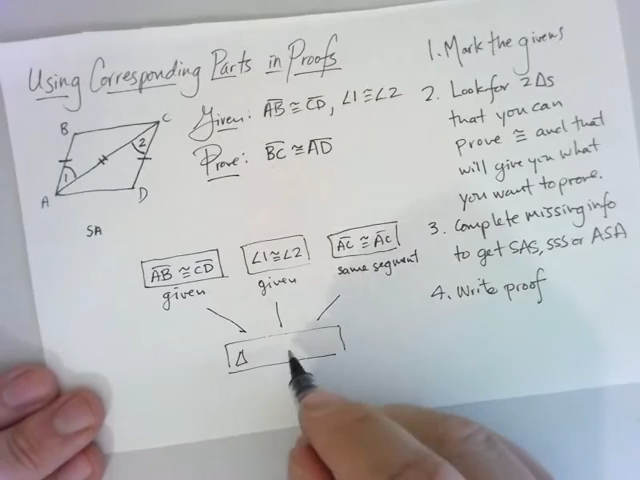 Using Corresponding Parts in Proofs
Given: AB ≅ CD, ∠1 ≅ ∠2
Prove: BC ≅ AD
B
C
2
1
A
D
SA
AB ≅ CD
given
∠1 ≅ ∠2
given
AC ≅ AC
same segment
Δ
1. Mark the givens
2. Look for 2 Δs
that you can
prove ≅ and that
will give you what
you want to prove.
3. Complete missing info
to get SAS, SSS or ASA
4. Write proof